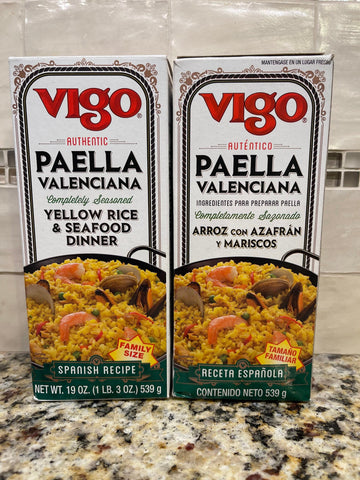 VIGO®
AUTHENTIC
PAELLA
VALENCIANA
Completely Seasoned
YELLOW RICE
& SEAFOOD
DINNER
FAMILY
SIZE
SPANISH RECIPE
NET WT. 19 OZ. (1 LB. 3 OZ.) 539 g
MANTENGASE EN UN LUGAR FRESCO
VIGO®
AUTÉNTICO
PAELLA
VALENCIANA
INGREDIENTES PARA PREPARAR PAELLA
Completamente Sazonado
ARROZ CON AZAFRÁN
Y MARISCOS
TAMAÑO
FAMILIAR
RECETA ESPAÑOLA
CONTENIDO NETO 539 g